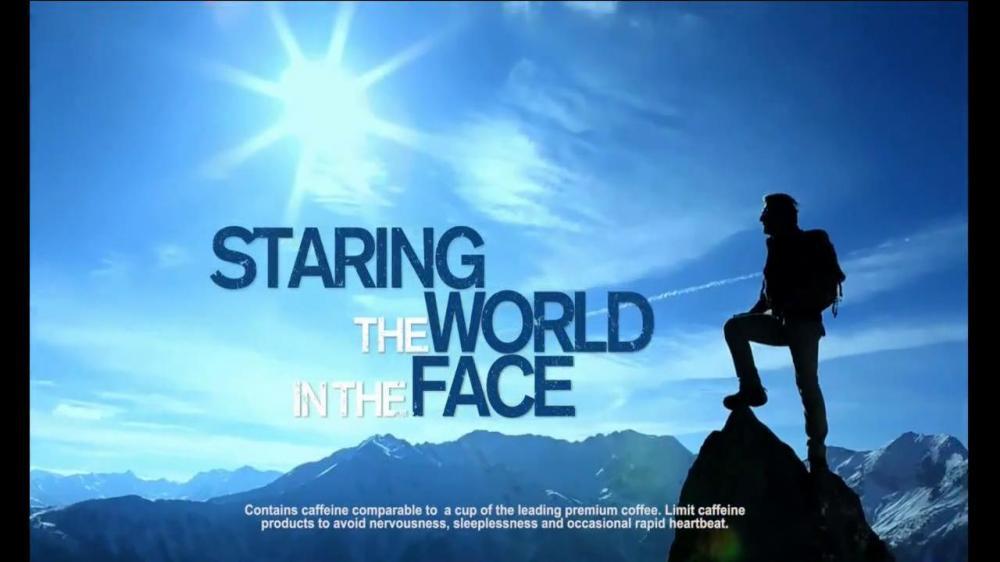 STARING
THE WORLD
IN THE FACE
Contains caffeine comparable to a cup of the leading premium coffee. Limit caffeine
products to avoid nervousness, sleeplessness and occasional rapid heartbeat.